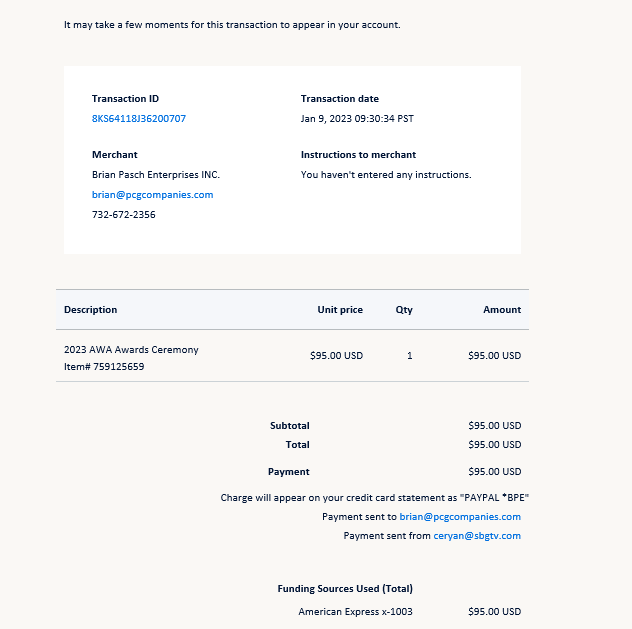 It may take a few moments for this transaction to appear in your account.
Transaction ID
8KS64118J36200707
Transaction date
Jan 9, 2023 09:30:34 PST
Merchant
Brian Pasch Enterprises INC.
brian@pcgcompanies.com
732-672-2356
Instructions to merchant
You haven't entered any instructions.
Description Unit price Qty Amount
2023 AWA Awards Ceremony
Item# 759125659
$95.00 USD 1 $95.00 USD
Subtotal $95.00 USD
Total $95.00 USD
Payment $95.00 USD
Charge will appear on your credit card statement as "PAYPAL *BPE"
Payment sent to brian@pcgcompanies.com
Payment sent from ceryan@sbgtv.com
Funding Sources Used (Total)
American Express x-1003 $95.00 USD